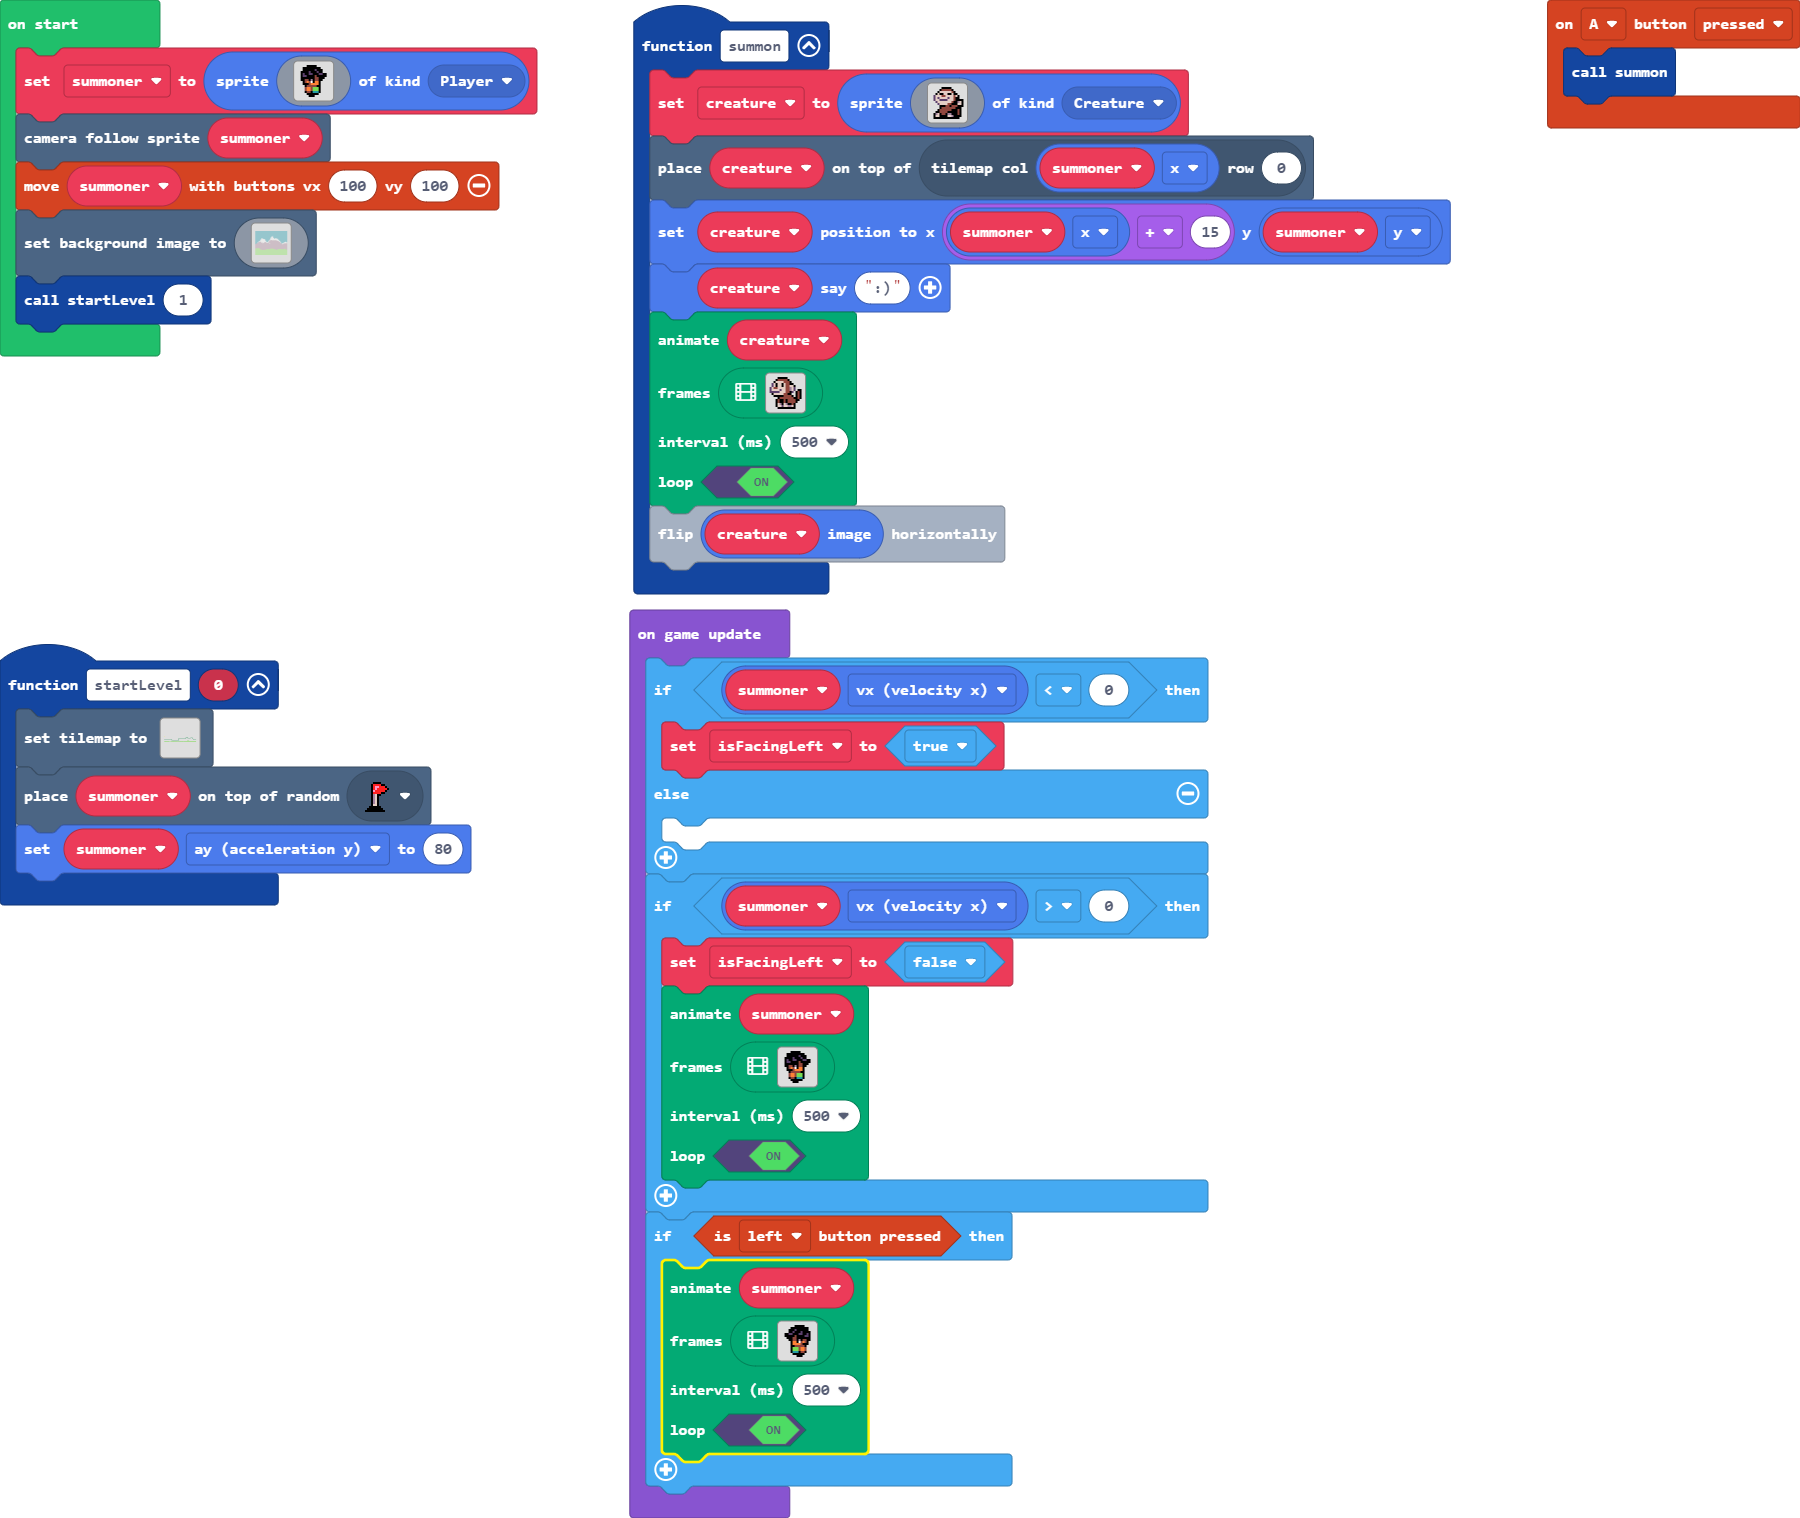 on start
set summoner to sprite of kind Player
camera follow sprite summoner
move summoner with buttons vx 100 vy 100
set background image to
call startLevel 1
function summon
set creature to sprite of kind Creature
place creature on top of tilemap col summoner x row 0
set creature position to x summoner x + 15 y summoner y
creature say ":)"
animate creature
frames
interval (ms) 500
loop ON
flip creature image horizontally
on A button pressed
call summon
function startLevel 0
set tilemap to
place summoner on top of random
set summoner ay (acceleration y) to 80
on game update
if summoner vx (velocity x) < 0 then
set isFacingLeft to true
else
if summoner vx (velocity x) > 0 then
set isFacingLeft to false
animate summoner
frames
interval (ms) 500
loop ON
if is left button pressed then
animate summoner
frames
interval (ms) 500
loop ON